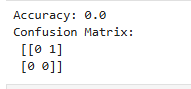 Accuracy: 0.0
Confusion Matrix:
[[0 1]
[0 0]]